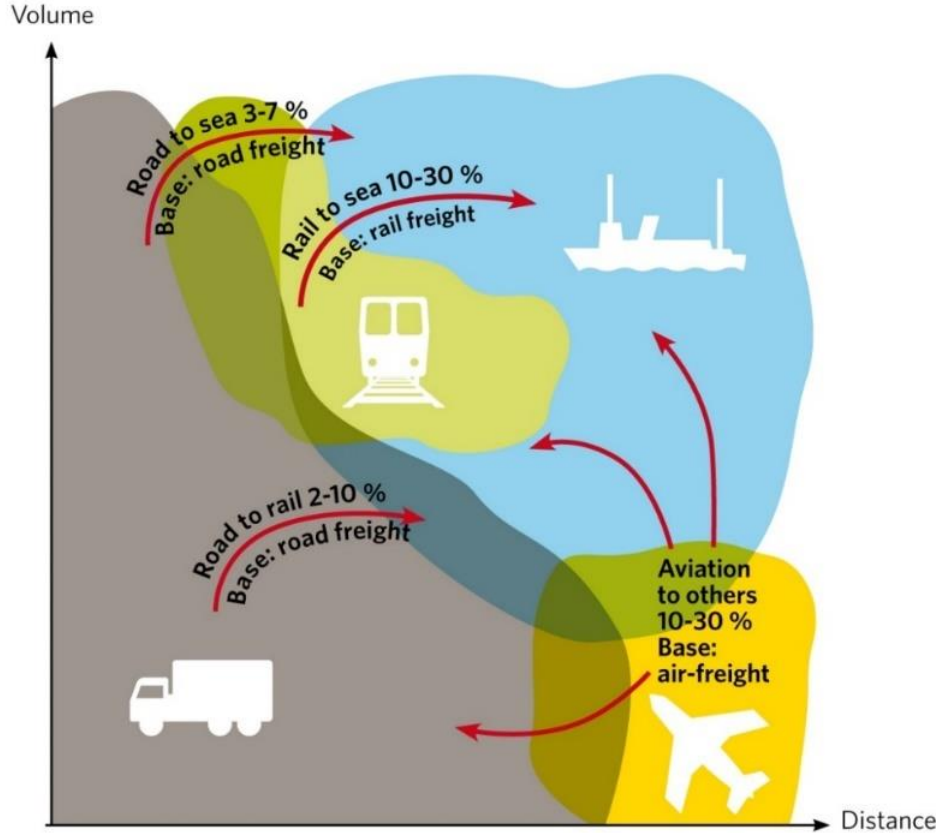 Volume
Road to sea 3-7 %
Base: road freight
Rail to sea 10-30 %
Base: rail freight
Road to rail 2-10 %
Base: road freight
Aviation
to others
10-30 %
Base:
air-freight
Distance